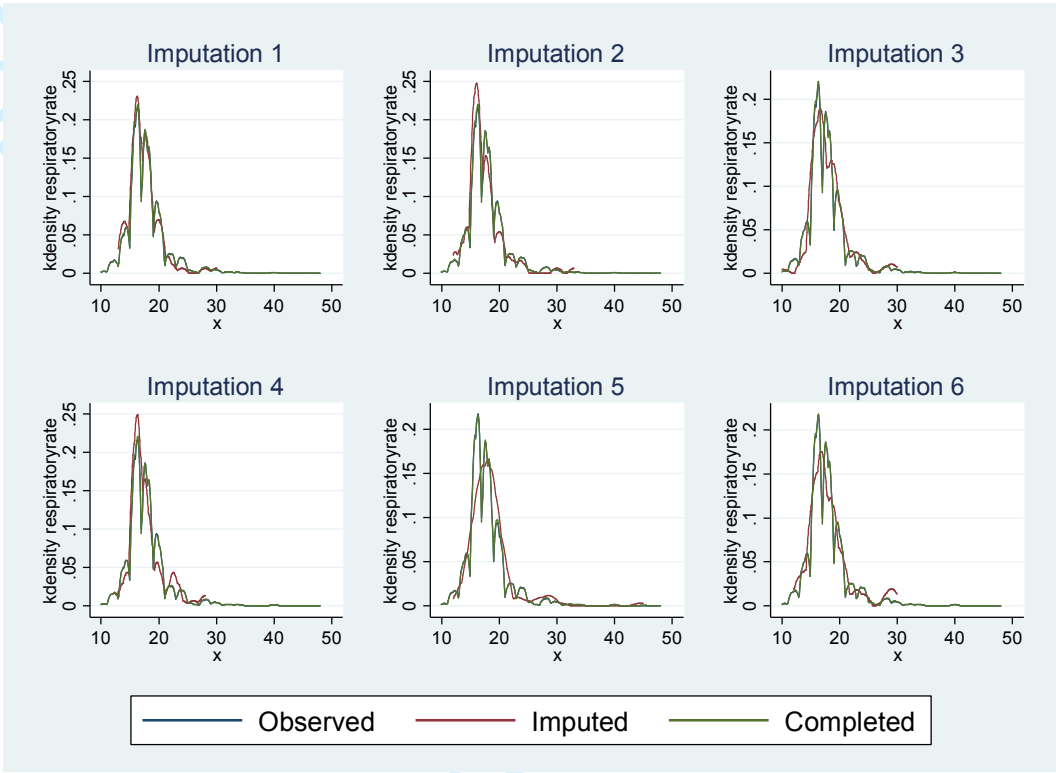 Imputation 1
kdensity respiratoryrate
0 .05 .1 .15 .2 .25
10 20 30 40 50
x
Imputation 2
kdensity respiratoryrate
0 .05 .1 .15 .2 .25
10 20 30 40 50
x
Imputation 3
kdensity respiratoryrate
0 .05 .1 .15 .2
10 20 30 40 50
x
Imputation 4
kdensity respiratoryrate
0 .05 .1 .15 .2 .25
10 20 30 40 50
x
Imputation 5
kdensity respiratoryrate
0 .05 .1 .15 .2
10 20 30 40 50
x
Imputation 6
kdensity respiratoryrate
0 .05 .1 .15 .2
10 20 30 40 50
x
Observed Imputed Completed